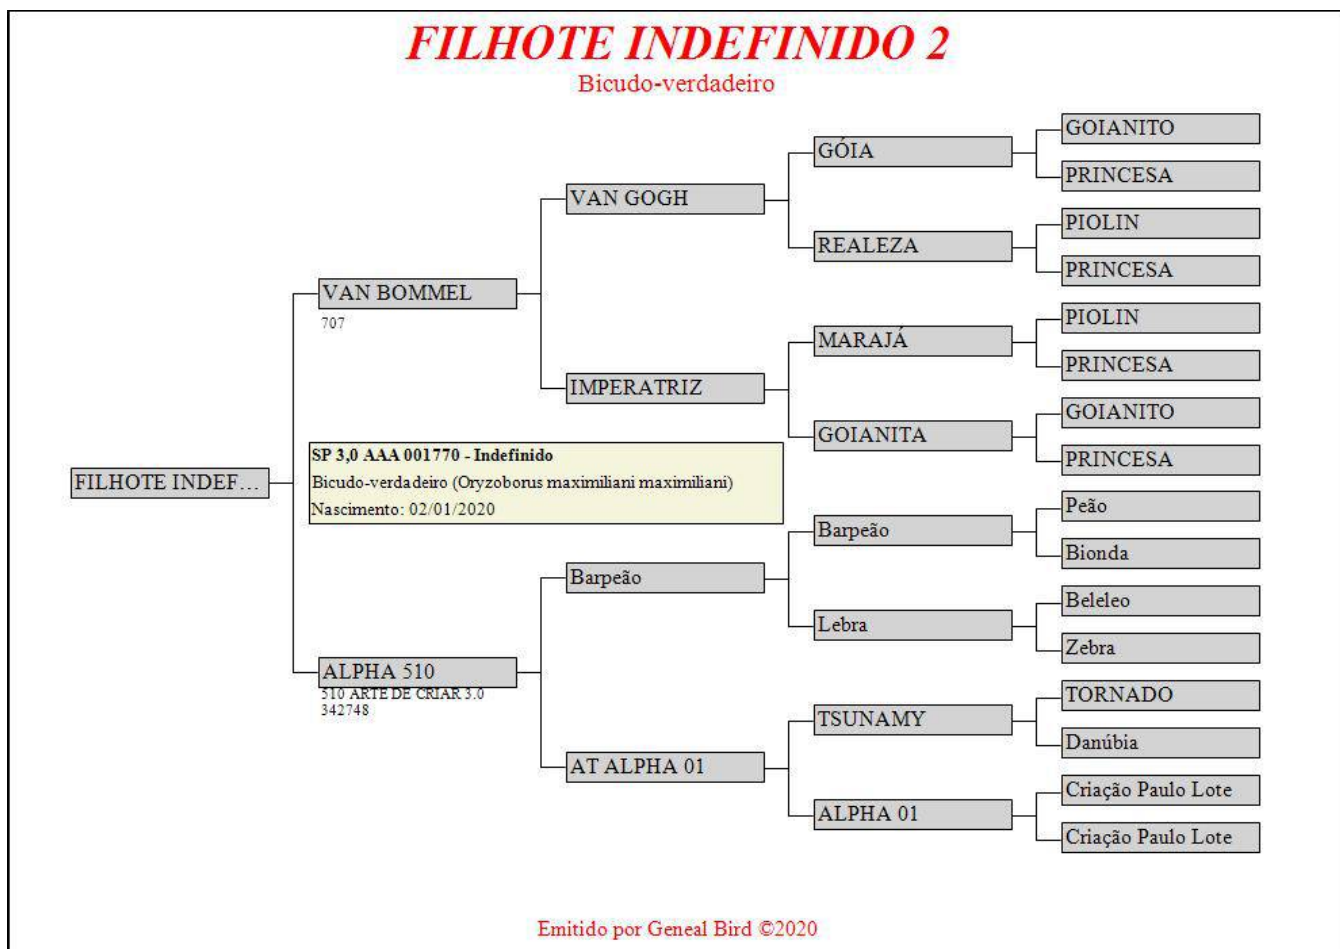 FILHOTE INDEFINIDO 2
Bicudo-verdadeiro
GOIANITO
GÓIA
PRINCESA
VAN GOGH
PIOLIN
REALEZA
PRINCESA
VAN BOMMEL
707
PIOLIN
MARAJÁ
PRINCESA
IMPERATRIZ
GOIANITO
GOIANITA
PRINCESA
FILHOTE INDEF...
SP 3,0 AAA 001770 - Indefinido
Bicudo-verdadeiro (Oryzoborus maximiliani maximiliani)
Nascimento: 02/01/2020
Peão
Barpeão
Bionda
Barpeão
Beleleo
Lebra
Zebra
ALPHA 510
510 ARTE DE CRIAR 3.0
342748
TORNADO
TSUNAMY
Danúbia
AT ALPHA 01
Criação Paulo Lote
ALPHA 01
Criação Paulo Lote
Emitido por Geneal Bird ©2020